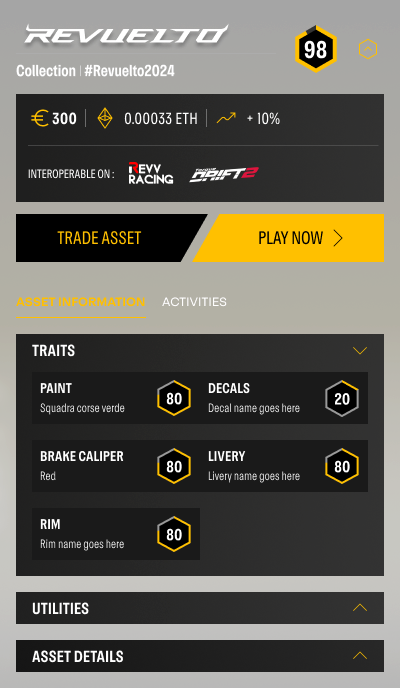 REVUELTO
98
Collection | #Revuelto2024
€ 300 | 0.00033 ETH | + 10%
INTEROPERABLE ON :
REVV
RACING
DRIFT2
TRADE ASSET
PLAY NOW
ASSET INFORMATION
ACTIVITIES
TRAITS
PAINT
Squadra corse verde
80
DECALS
Decal name goes here
20
BRAKE CALIPER
Red
80
LIVERY
Livery name goes here
80
RIM
Rim name goes here
80
UTILITIES
ASSET DETAILS